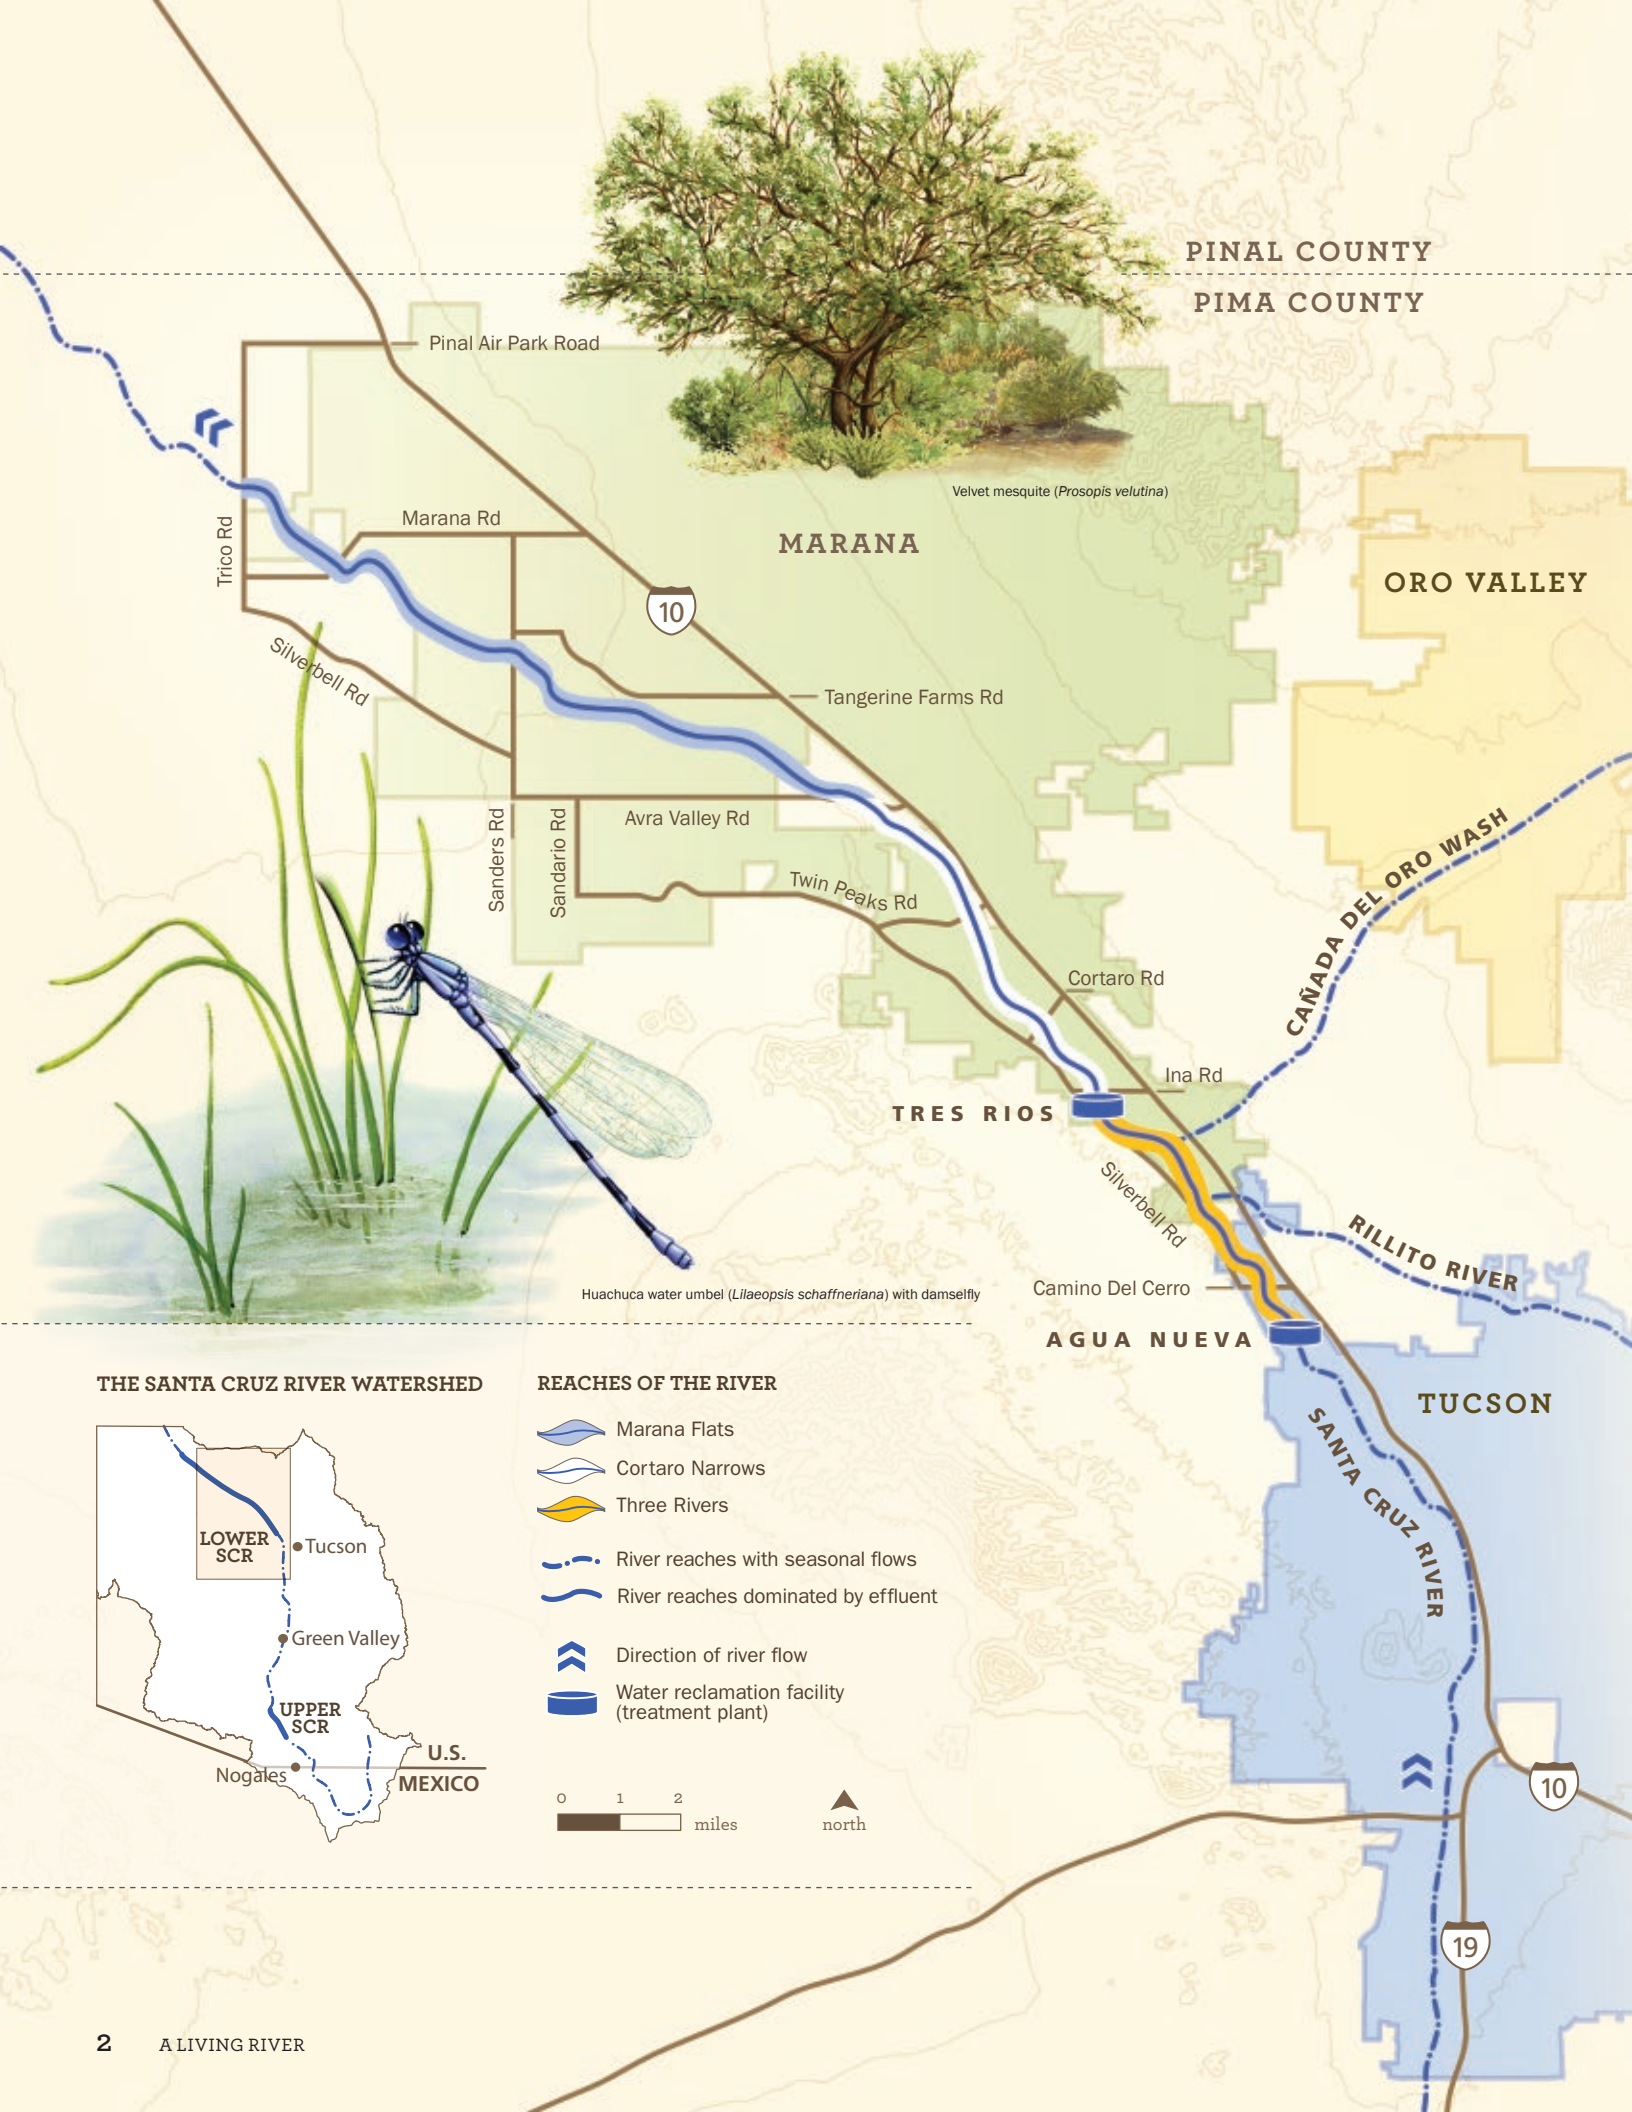 PINAL COUNTY
PIMA COUNTY
Pinal Air Park Road
Velvet mesquite (Prosopis velutina)
Marana Rd
MARANA
Trico Rd
ORO VALLEY
10
Silverbell Rd
Tangerine Farms Rd
Sanders Rd
Sandario Rd
Avra Valley Rd
Twin Peaks Rd
CAÑADA DEL ORO WASH
Cortaro Rd
Ina Rd
TRES RIOS
Silverbell Rd
RILLITO RIVER
Camino Del Cerro
Huachuca water umbel (Lilaeopsis schaffneriana) with damselfly
AGUA NUEVA
TUCSON
SANTA CRUZ RIVER
10
19
THE SANTA CRUZ RIVER WATERSHED
LOWER
SCR
Tucson
Green Valley
UPPER
SCR
U.S.
Nogales
MEXICO
REACHES OF THE RIVER
Marana Flats
Cortaro Narrows
Three Rivers
River reaches with seasonal flows
River reaches dominated by effluent
Direction of river flow
Water reclamation facility
(treatment plant)
0 1 2
miles
north
2 A LIVING RIVER